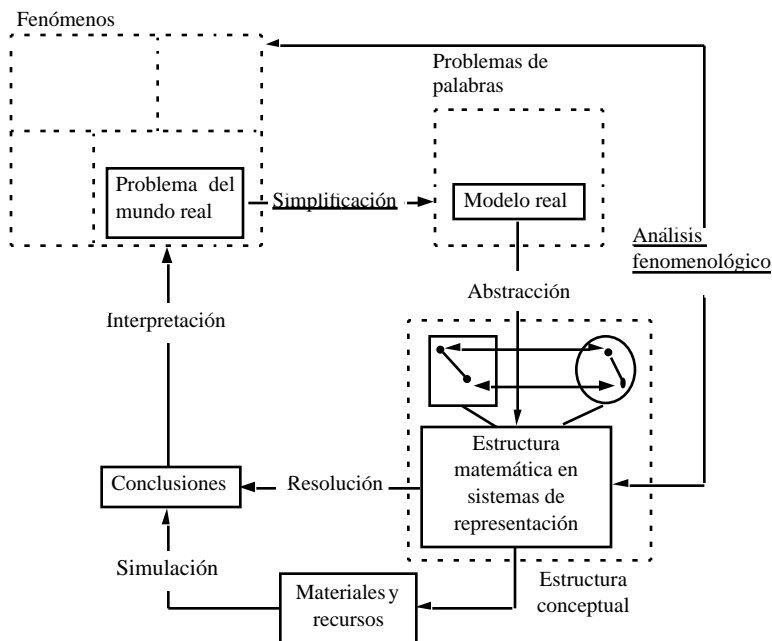 Fenómenos
Problemas de
palabras
Problema del
mundo real
Simplificación
Modelo real
Análisis
fenomenológico
Abstracción
Interpretación
Estructura
matemática en
sistemas de
representación
Conclusiones
Resolución
Simulación
Materiales y
recursos
Estructura
conceptual